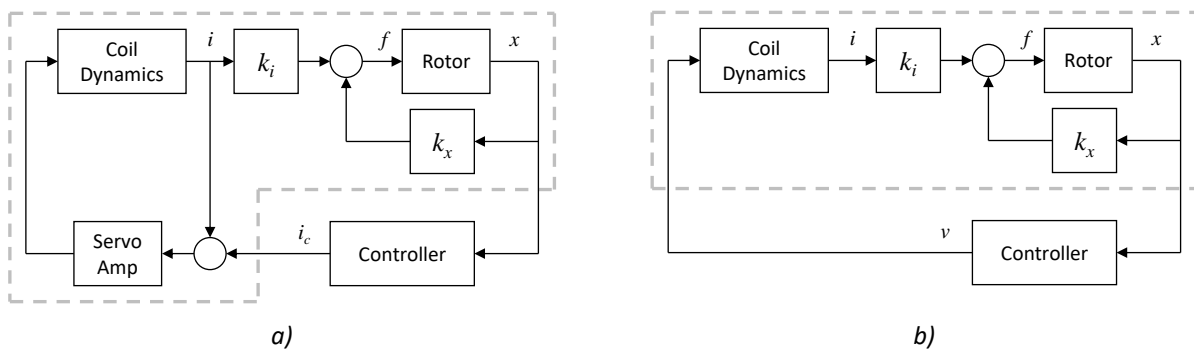 Coil
Dynamics
i
k_i
f
Rotor
x
k_x
Servo
Amp
i_c
Controller
a)
Coil
Dynamics
i
k_i
f
Rotor
x
k_x
v
Controller
b)